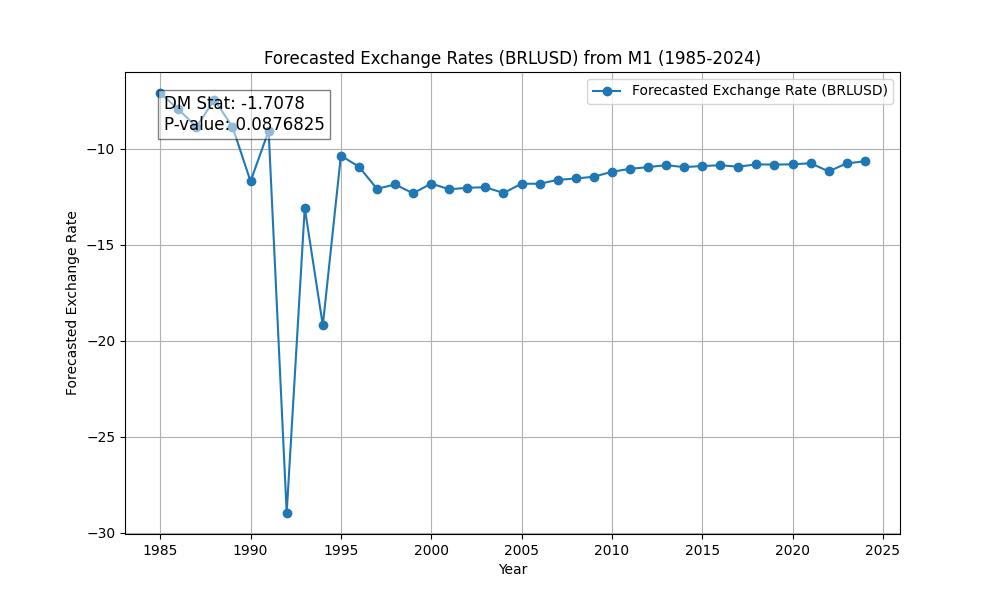 Forecasted Exchange Rates (BRLUSD) from M1 (1985-2024)
DM Stat: -1.7078
P-value: 0.0876825
Forecasted Exchange Rate (BRLUSD)
Forecasted Exchange Rate
−10
−15
−20
−25
−30
1985 1990 1995 2000 2005 2010 2015 2020 2025
Year